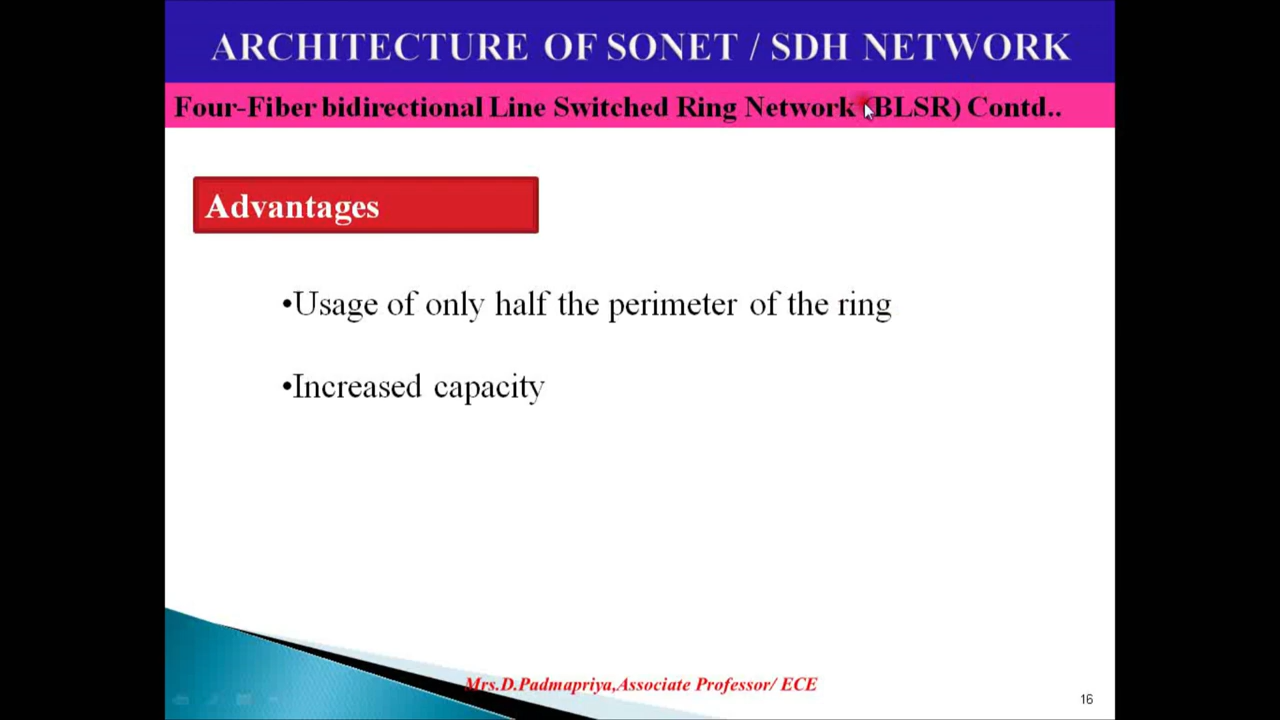 ARCHITECTURE OF SONET / SDH NETWORK
Four-Fiber bidirectional Line Switched Ring Network (BLSR) Contd..
Advantages
•Usage of only half the perimeter of the ring
•Increased capacity
Mrs.D.Padmapriya,Associate Professor/ ECE
16